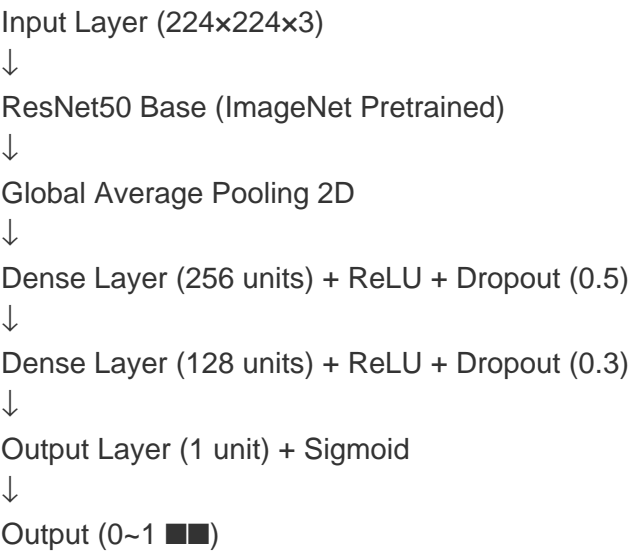 Input Layer (224×224×3)
↓
ResNet50 Base (ImageNet Pretrained)
↓
Global Average Pooling 2D
↓
Dense Layer (256 units) + ReLU + Dropout (0.5)
↓
Dense Layer (128 units) + ReLU + Dropout (0.3)
↓
Output Layer (1 unit) + Sigmoid
↓
Output (0~1 ■■)